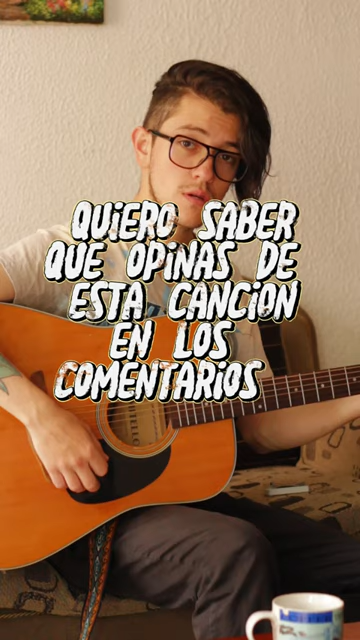 QUIERO SABER
QUE OPINAS DE
ESTA CANCION
EN LOS
COMENTARIOS